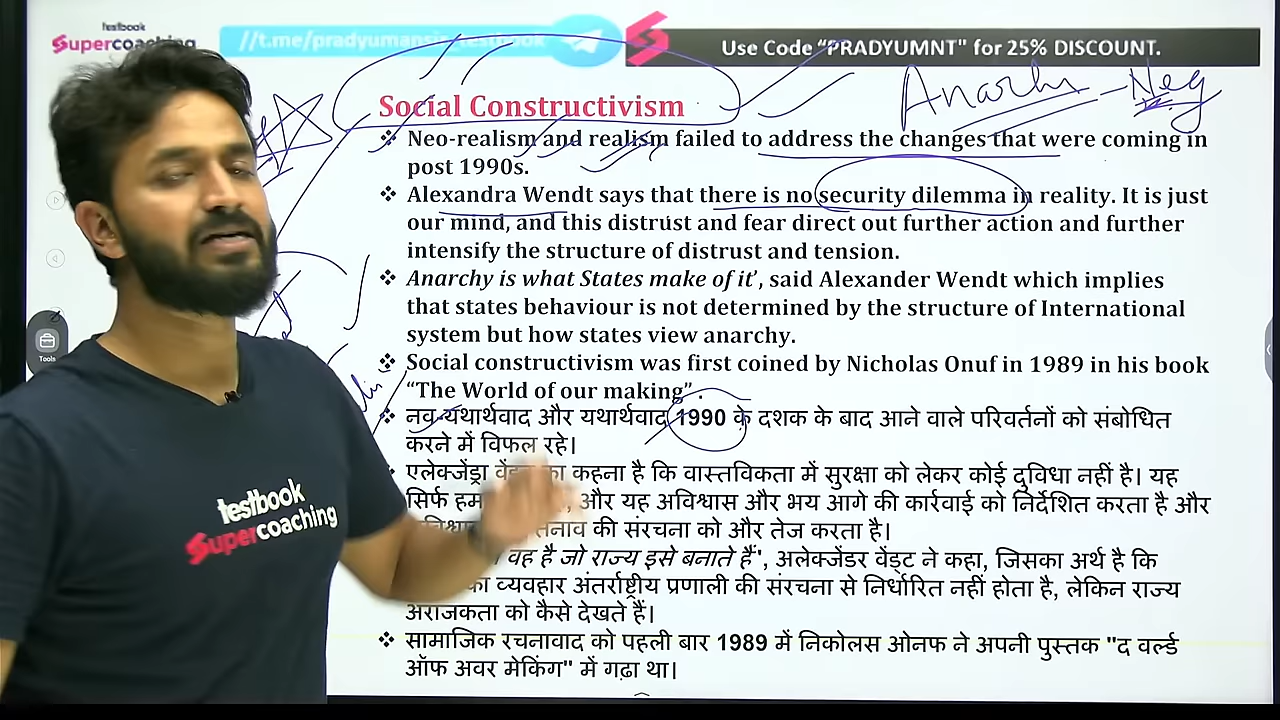 testbook
Supercoaching
//t.me/pradyumansir_testbook
Use Code “PRADYUMNT" for 25% DISCOUNT.
Anarchi - Neg
Social Constructivism
❖ Neo-realism and realism failed to address the changes that were coming in
post 1990s.
❖ Alexandra Wendt says that there is no security dilemma in reality. It is just
our mind, and this distrust and fear direct out further action and further
intensify the structure of distrust and tension.
❖ Anarchy is what States make of it’, said Alexander Wendt which implies
that states behaviour is not determined by the structure of International
system but how states view anarchy.
❖ Social constructivism was first coined by Nicholas Onuf in 1989 in his book
“The World of our making” .
❖ नव-यथार्थवाद और यथार्थवाद 1990 के दशक के बाद आने वाले परिवर्तनों को संबोधित
करने में विफल रहे।
❖ एलेक्जेंड्रा का कहना है कि वास्तविकता में सुरक्षा को लेकर कोई दुविधा नहीं है। यह
सिर्फ और यह अविश्वास और भय आगे की कार्रवाई को निर्देशित करता है और
की संरचना को और तेज करता है।
वह है जो राज्य इसे बनाते हैं', अलेक्जेंडर वेंड्ट ने कहा, जिसका अर्थ है कि
का व्यवहार अंतर्राष्ट्रीय प्रणाली की संरचना से निर्धारित नहीं होता है, लेकिन राज्य
अराजकता को कैसे देखते हैं।
❖ सामाजिक रचनावाद को पहली बार 1989 में निकोलस ओनफ ने अपनी पुस्तक "द वर्ल्ड
ऑफ अवर मेकिंग" में गढ़ा था।
Tools
testbook
Supercoaching